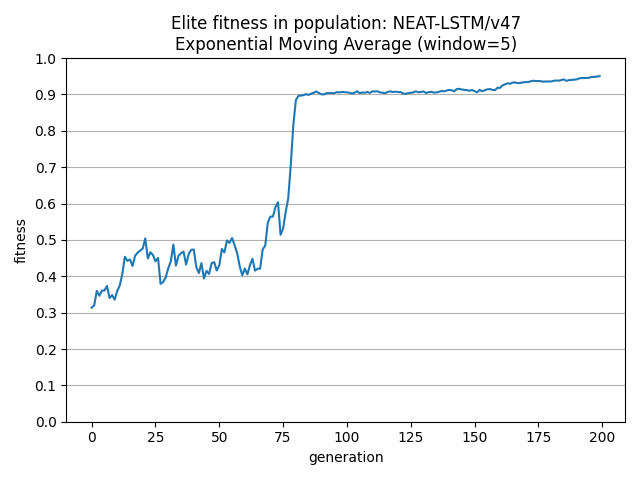 Elite fitness in population: NEAT-LSTM/v47
Exponential Moving Average (window=5)
1.0
0.9
0.8
0.7
0.6
0.5
0.4
0.3
0.2
0.1
0.0
fitness
0 25 50 75 100 125 150 175 200
generation